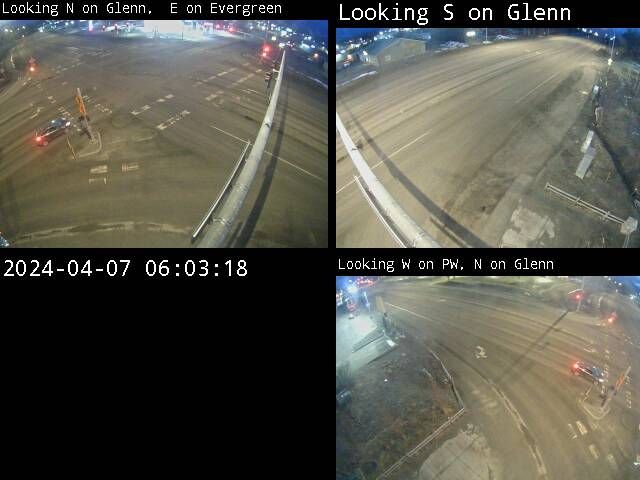 Looking N on Glenn,  E on Evergreen
Looking S on Glenn
2024-04-07 06:03:18
Looking W on PW, N on Glenn